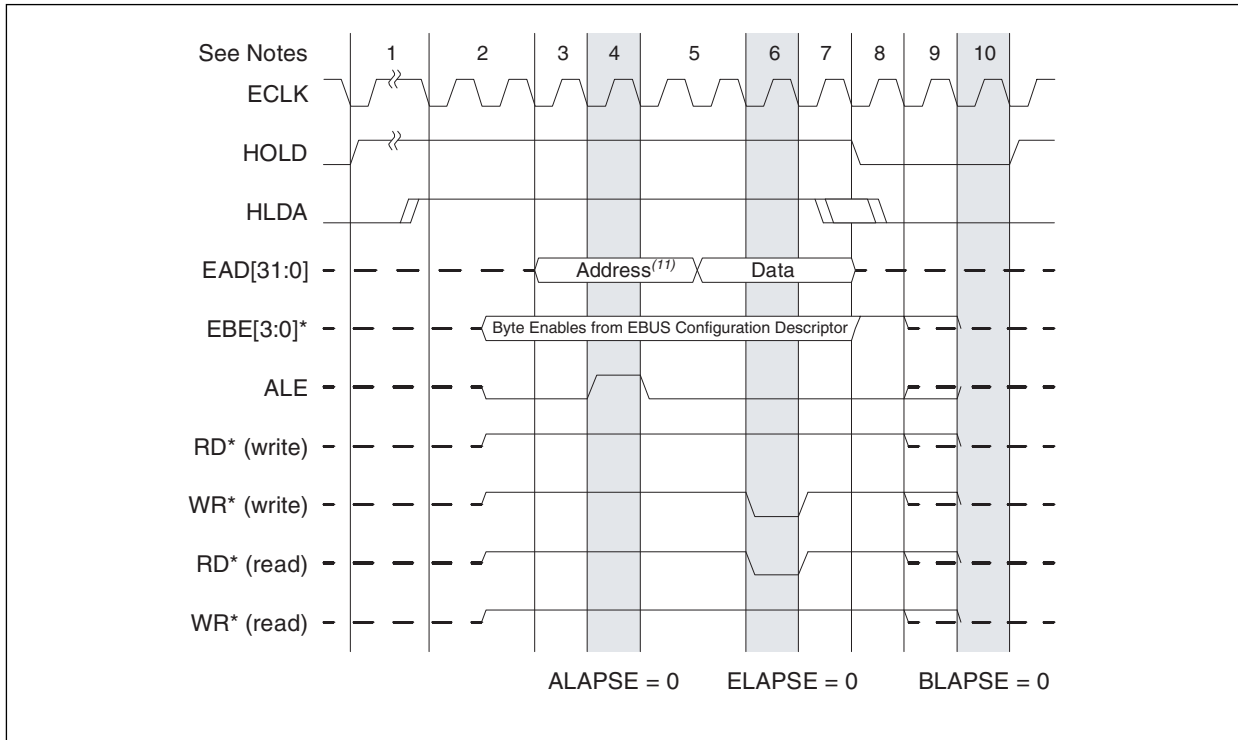 See Notes 1 2 3 4 5 6 7 8 9 10
ECLK
HOLD
HLDA
EAD[31:0] Address(11) Data
EBE[3:0]* Byte Enables from EBUS Configuration Descriptor
ALE
RD* (write)
WR* (write)
RD* (read)
WR* (read)
ALAPSE = 0 ELAPSE = 0 BLAPSE = 0